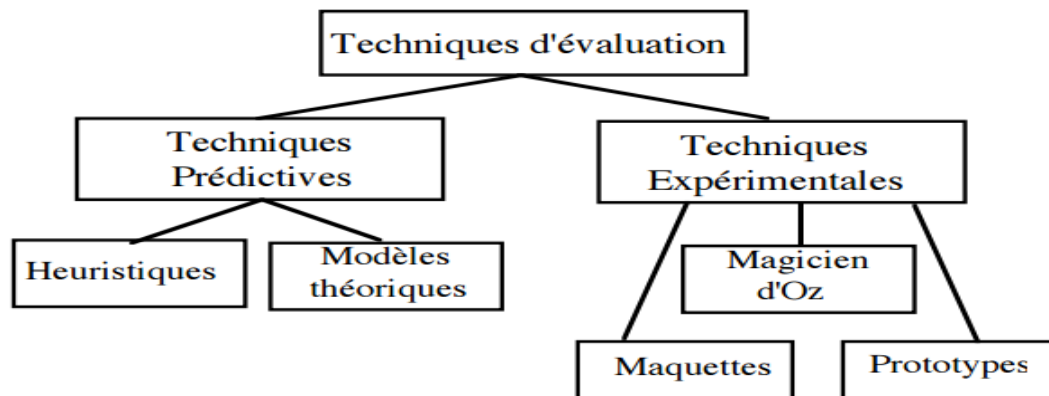 Techniques d'évaluation
Techniques
Prédictives
Techniques
Expérimentales
Heuristiques
Modèles
théoriques
Magicien
d'Oz
Maquettes
Prototypes